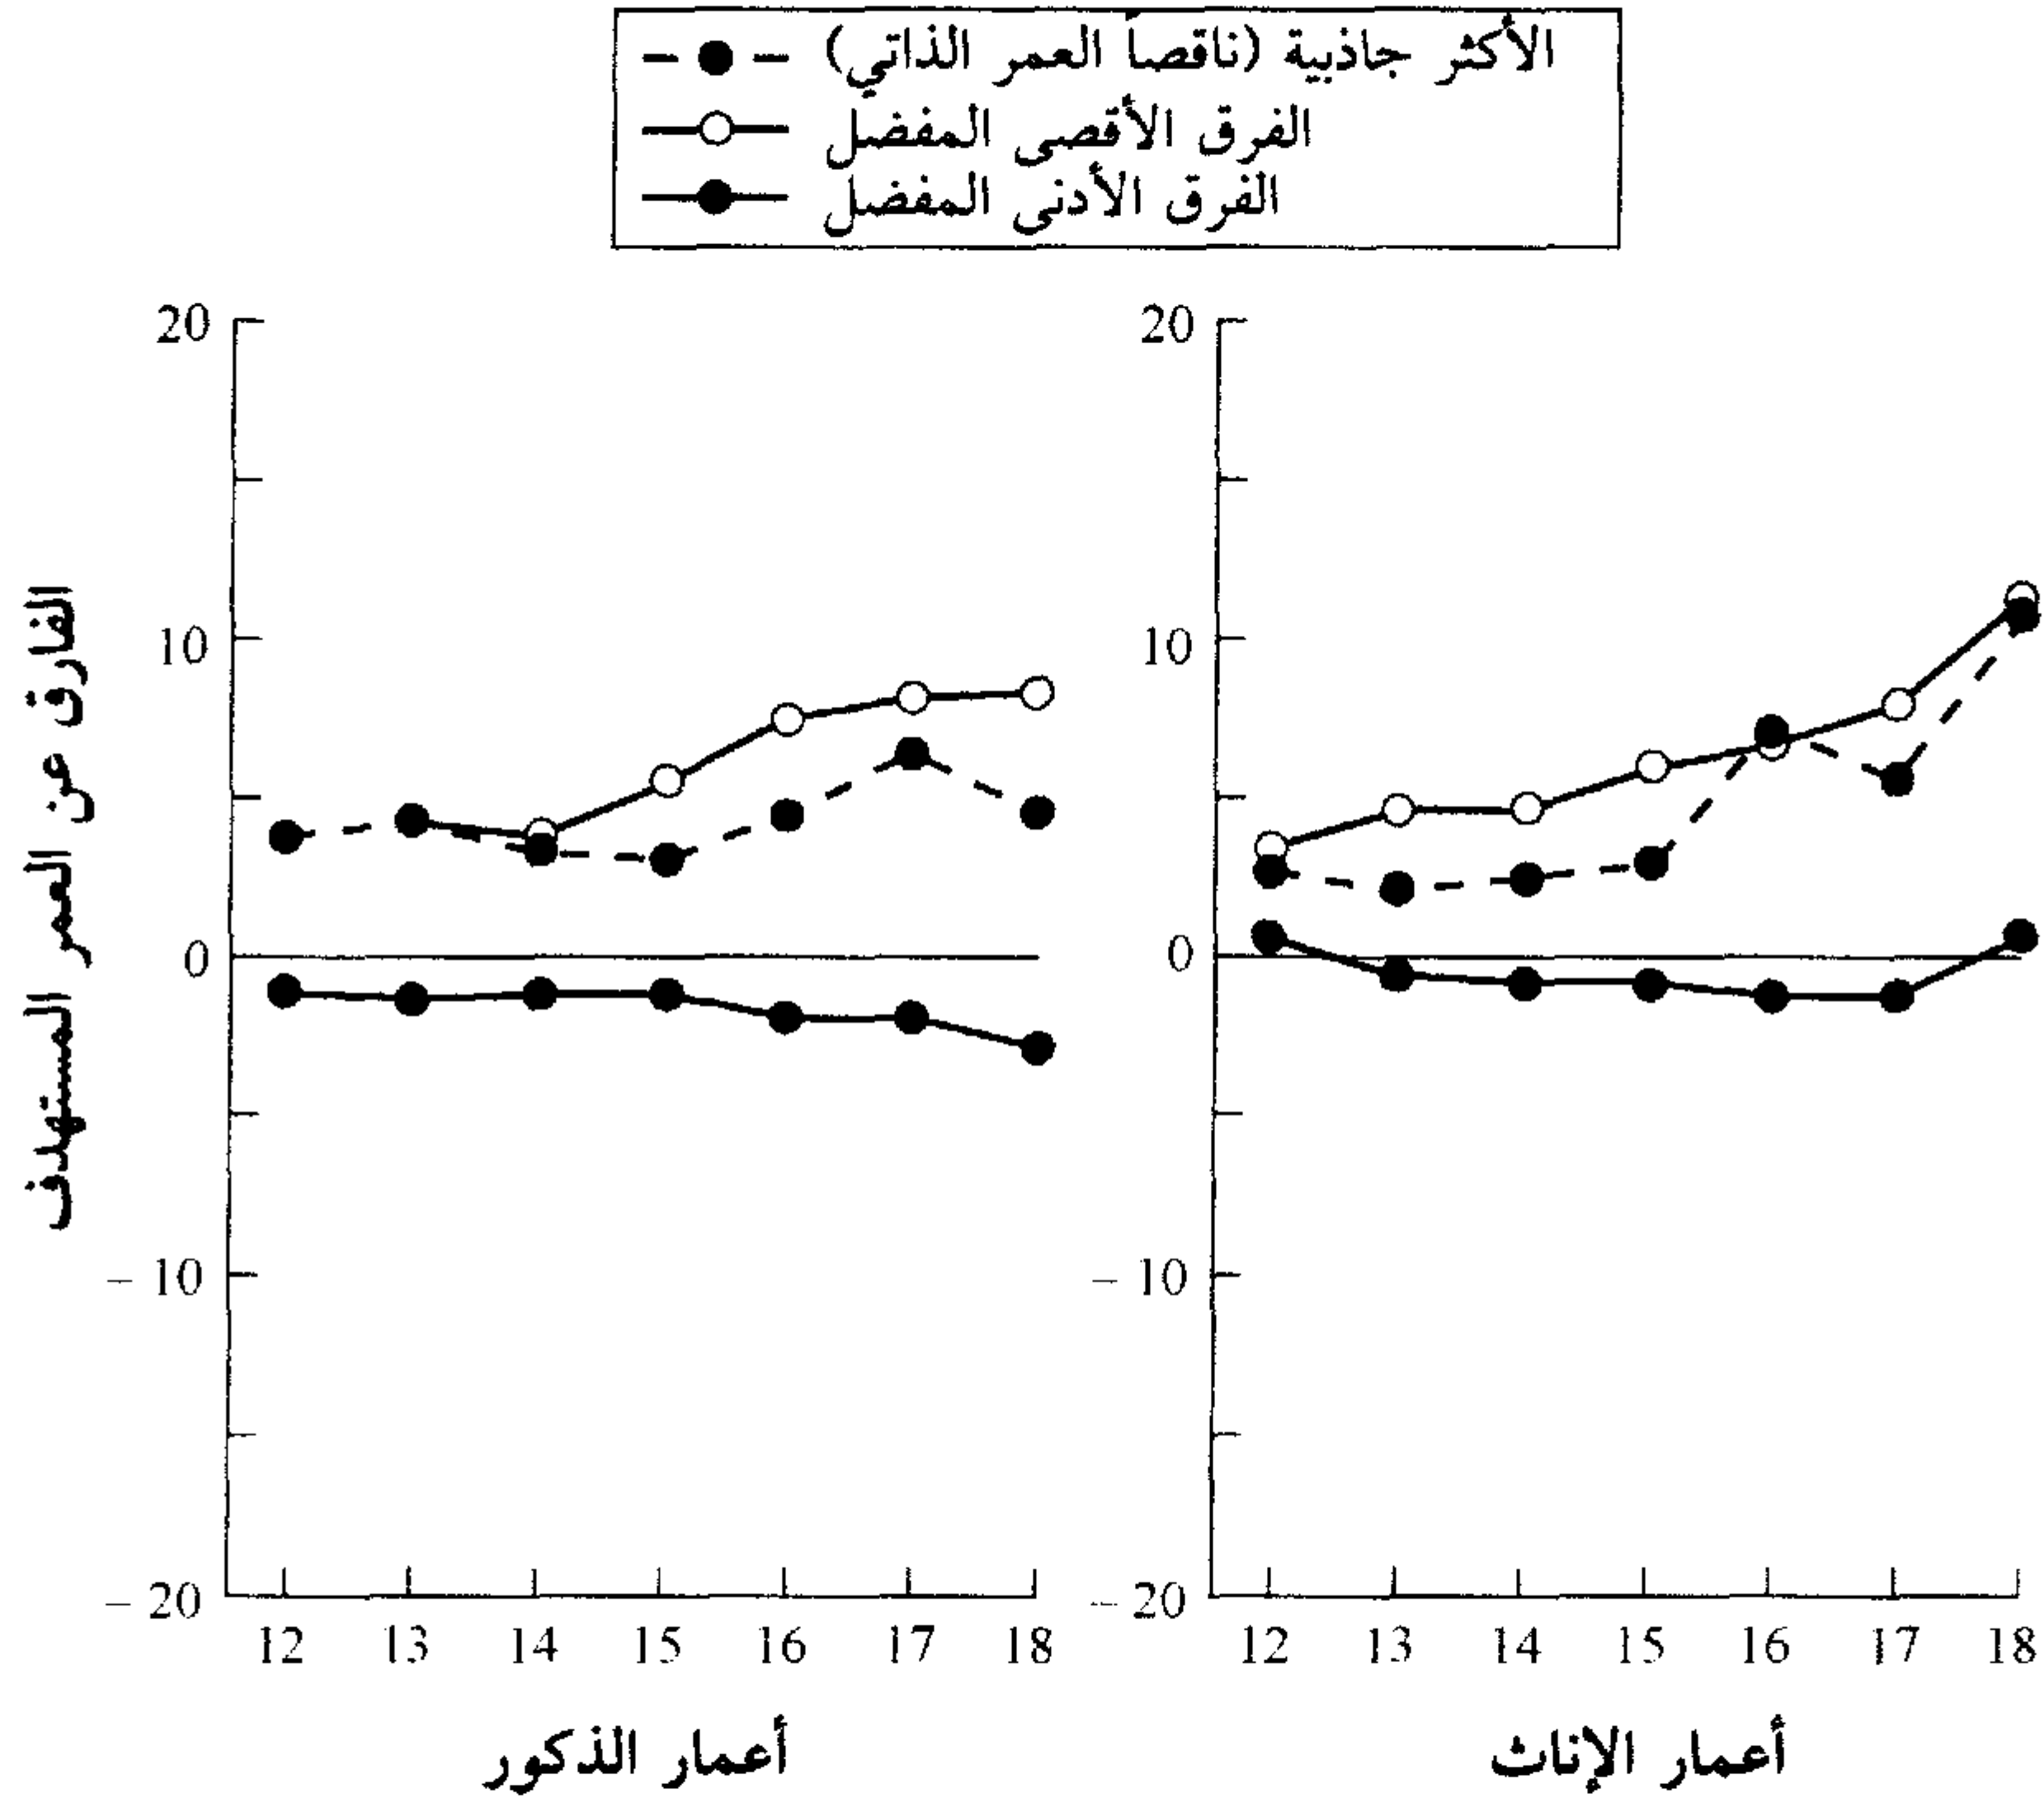 الأكثر جاذبية (ناقصاً العمر الذاتي)
الفرق الأقصى المفضل
الفرق الأدنى المفضل
20
10
0
– 10
– 20
12 13 14 15 16 17 18
أعمار الذكور
الفارق عن العمر المستهدف
20
10
0
– 10
– 20
12 13 14 15 16 17 18
أعمار الإناث